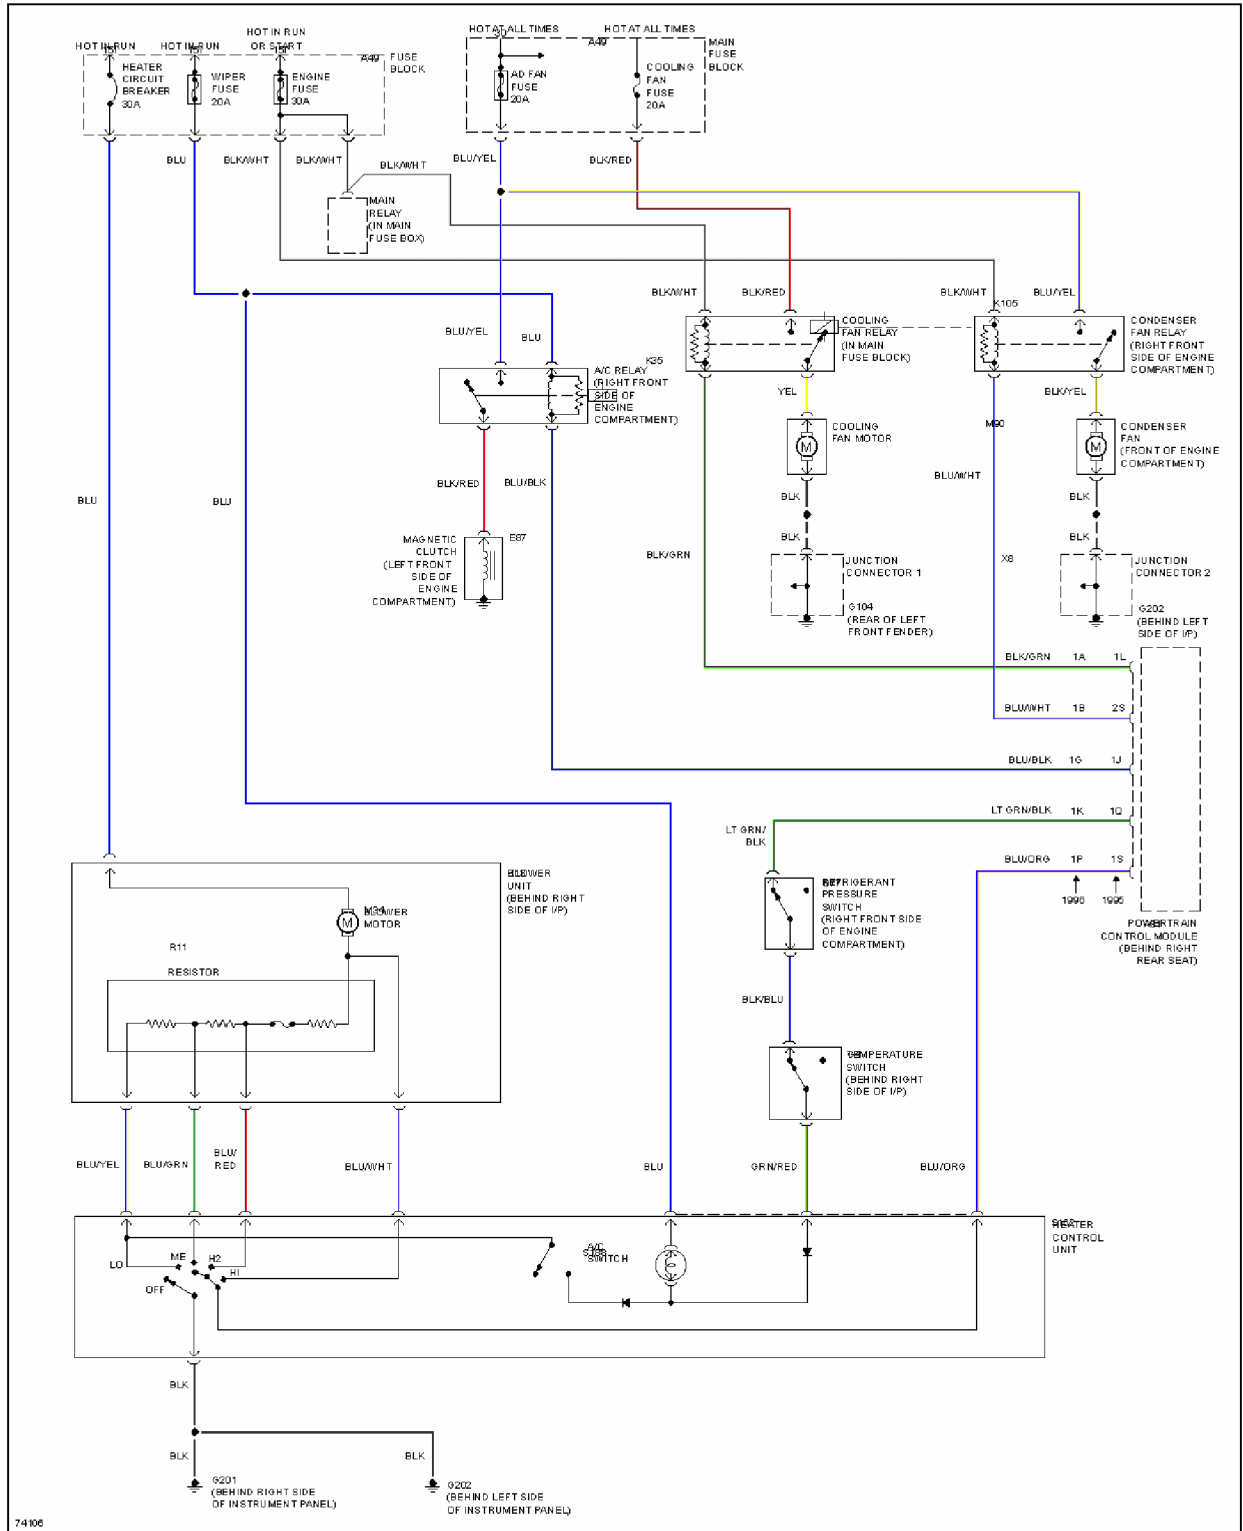 HOT IN RUN
HOT IN RUN
HOT IN RUN
OR START
HOT AT ALL TIMES
30
HOT AT ALL TIMES
A49
FUSE
BLOCK
A49
MAIN
FUSE
BLOCK
HEATER
CIRCUIT
BREAKER
30A
WIPER
FUSE
20A
ENGINE
FUSE
30A
AD FAN
FUSE
20A
COOLING
FAN
FUSE
20A
BLU
BLK/WHT
BLK/WHT
BLK/WHT
BLU/YEL
BLK/RED
MAIN
RELAY
(IN MAIN
FUSE BOX)
BLK/WHT
BLK/RED
BLK/WHT
K105
BLU/YEL
BLU/YEL
BLU
COOLING
FAN RELAY
(IN MAIN
FUSE BLOCK)
CONDENSER
FAN RELAY
(RIGHT FRONT
SIDE OF ENGINE
COMPARTMENT)
K35
A/C RELAY
(RIGHT FRONT
SIDE OF
ENGINE
COMPARTMENT)
YEL
BLK/YEL
M
COOLING
FAN MOTOR
M90
M
CONDENSER
FAN
(FRONT OF ENGINE
COMPARTMENT)
BLU
BLU
BLK/RED
BLU/BLK
BLU/WHT
BLK
BLK
MAGNETIC
CLUTCH
(LEFT FRONT
SIDE OF
ENGINE
COMPARTMENT)
E87
BLK/GRN
BLK
BLK
JUNCTION
CONNECTOR 1
X8
JUNCTION
CONNECTOR 2
G104
(REAR OF LEFT
FRONT FENDER)
G202
(BEHIND LEFT
SIDE OF I/P)
BLK/GRN 1A 1L
BLU/WHT 1B 2S
BLU/BLK 1G 1J
LT GRN/BLK 1K 1Q
LT GRN/
BLK
BLU/ORG 1P 1S
1996 1995
POWERTRAIN
CONTROL MODULE
(BEHIND RIGHT
REAR SEAT)
BLOWER
UNIT
(BEHIND RIGHT
SIDE OF I/P)
M
BLOWER
MOTOR
R11
RESISTOR
REFRIGERANT
PRESSURE
SWITCH
(RIGHT FRONT SIDE
OF ENGINE
COMPARTMENT)
BLK/BLU
TEMPERATURE
SWITCH
(BEHIND RIGHT
SIDE OF I/P)
BLU/YEL
BLU/GRN
BLU/
RED
BLU/WHT
BLU
GRN/RED
BLU/ORG
HEATER
CONTROL
UNIT
LO
ME
H2
HI
OFF
A/C
SWITCH
BLK
BLK
BLK
G201
(BEHIND RIGHT SIDE
OF INSTRUMENT PANEL)
G202
(BEHIND LEFT SIDE
OF INSTRUMENT PANEL)
74106